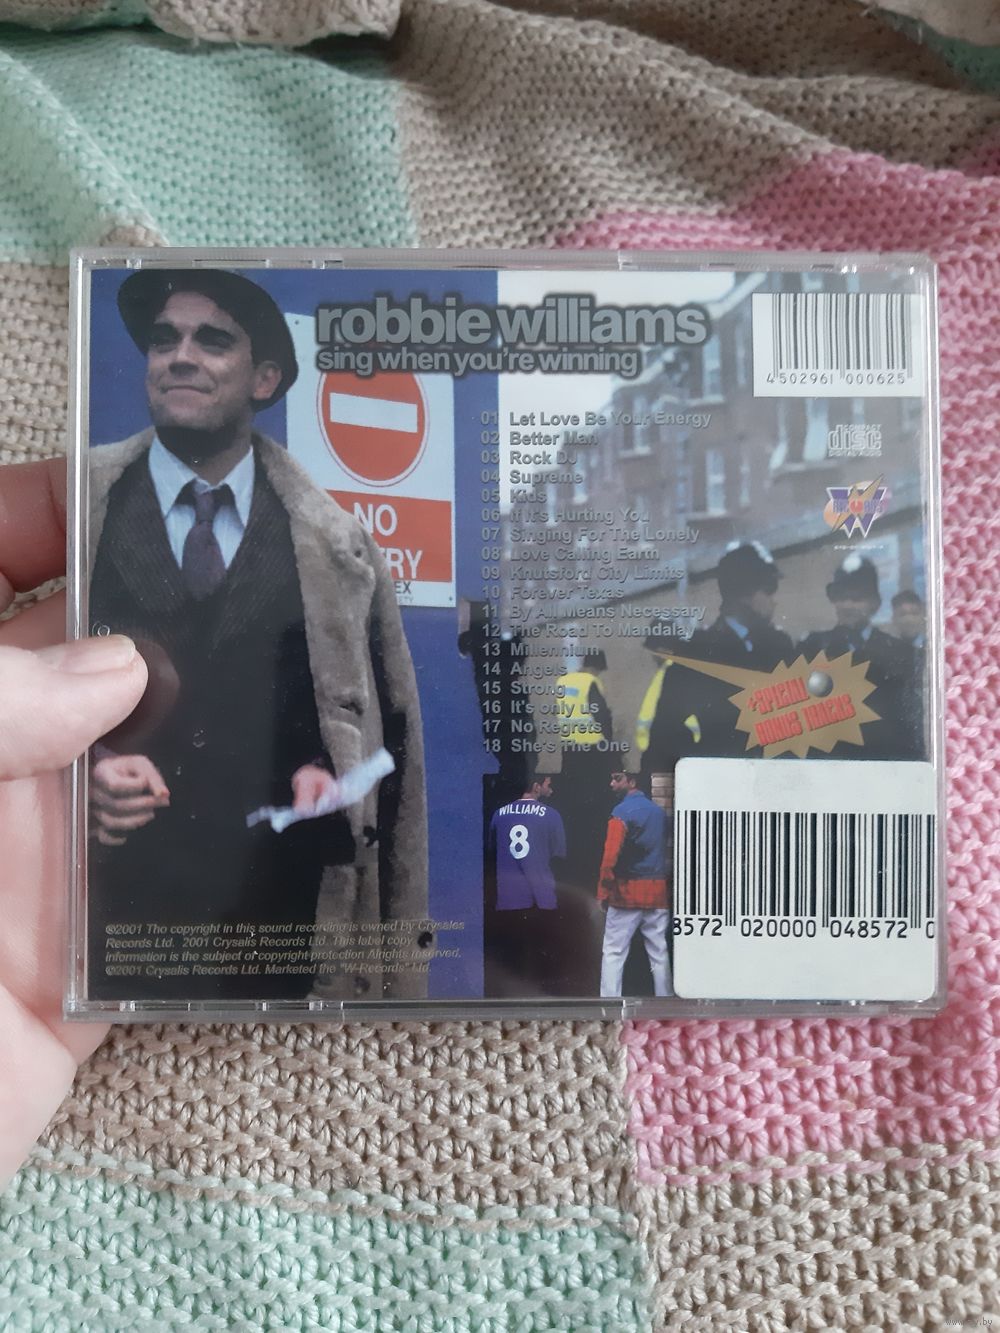 robbie williams
sing when you're winning
4 502961 000625
NO
RY
EX
01 Let Love Be Your Energy
02 Better Man
03 Rock DJ
04 Supreme
05 Kids
06 If It's Hurting You
07 Singing For The Lonely
08 Love Calling Earth
09 Knutsford City Limits
10 Forever Texas
11 By All Means Necessary
12 The Road To Mandalay
13 Millennium
14 Angels
15 Strong
16 It's only us
17 No Regrets
18 She's The One
COMPACT
disc
DIGITAL AUDIO
RECORDS
W
+SPECIAL
BONUS TRACKS
WILLIAMS
8
8572 020000 048572 0
©2001 Tho copyright in this sound recording is owned By Crysales
Records Ltd. 2001 Crysalis Records Ltd. This label copy
information is the subject of copyright protection Alrights reserved.
©2001 Crysalis Records Ltd. Marketed the "W-Records" Ltd.